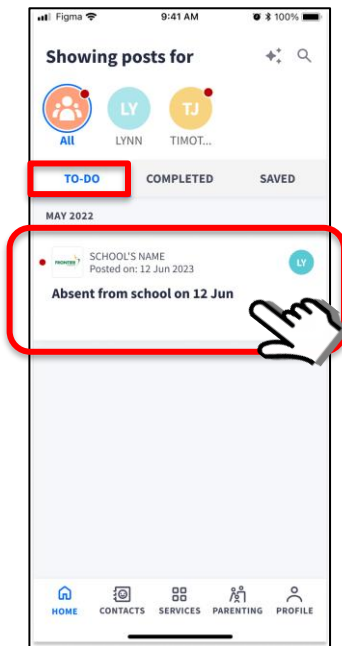 Figma 9:41 AM 100%
Showing posts for
LY TJ
All LYNN TIMOT...
TO-DO COMPLETED SAVED
MAY 2022
SCHOOL'S NAME
Posted on: 12 Jun 2023
LY
Absent from school on 12 Jun
HOME CONTACTS SERVICES PARENTING PROFILE